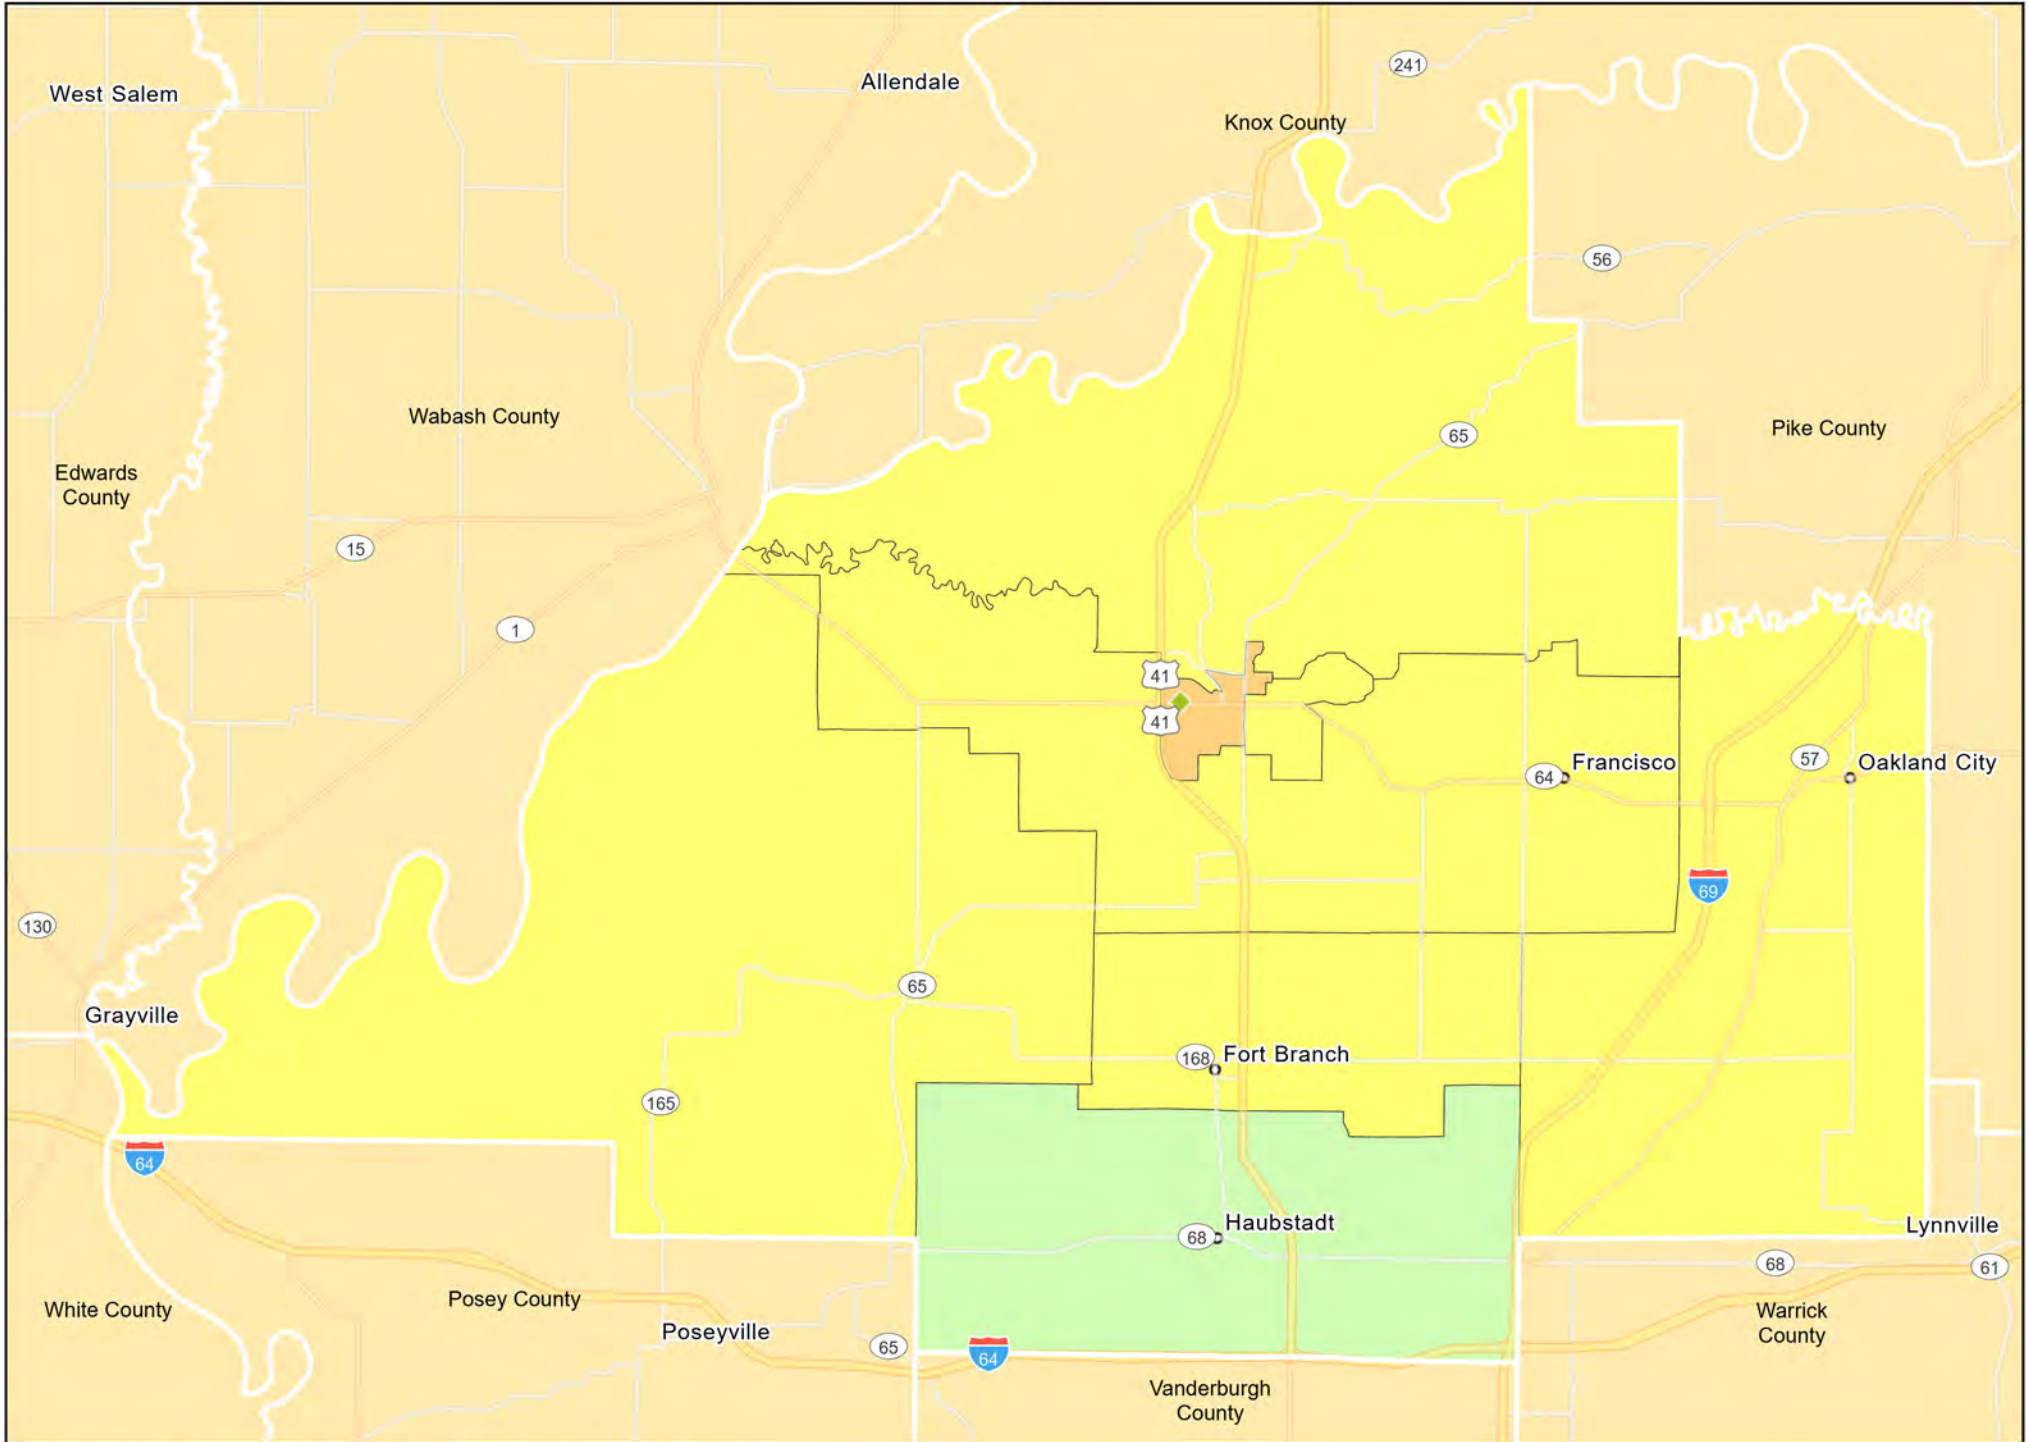 West Salem
Allendale
241
Knox County
56
Wabash County
65
Pike County
Edwards
County
15
1
41
41
Francisco
64
57
Oakland City
69
130
65
Grayville
168
Fort Branch
165
64
Haubstadt
68
Lynnville
68
61
White County
Posey County
Poseyville
65
64
Warrick
County
Vanderburgh
County